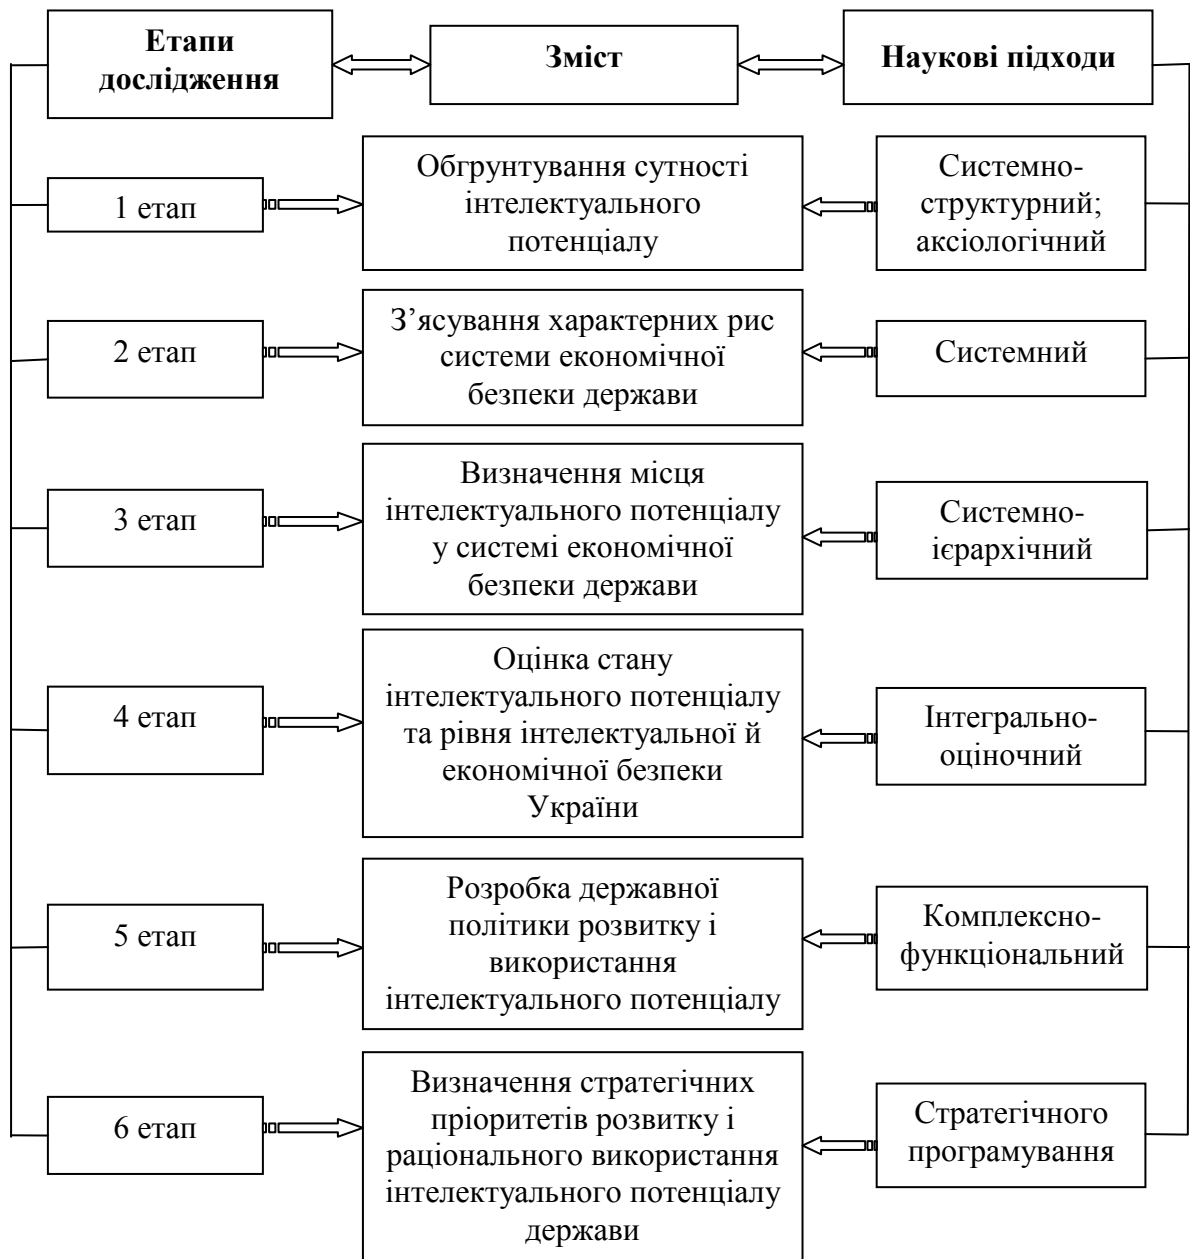 Етапи
дослідження
Зміст
Наукові підходи
1 етап
Обгрунтування сутності
інтелектуального
потенціалу
Системно-
структурний;
аксіологічний
2 етап
З’ясування характерних рис
системи економічної
безпеки держави
Системний
3 етап
Визначення місця
інтелектуального потенціалу
у системі економічної
безпеки держави
Системно-
ієрархічний
4 етап
Оцінка стану
інтелектуального потенціалу
та рівня інтелектуальної й
економічної безпеки
України
Інтегрально-
оціночний
5 етап
Розробка державної
політики розвитку і
використання
інтелектуального потенціалу
Комплексно-
функціональний
6 етап
Визначення стратегічних
пріоритетів розвитку і
раціонального використання
інтелектуального потенціалу
держави
Стратегічного
програмування